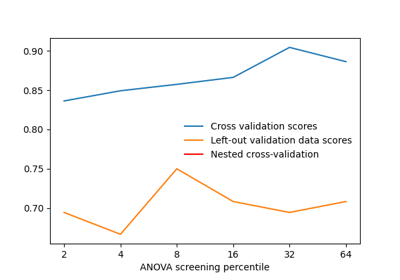 0.90
0.85
0.80
0.75
0.70
Cross validation scores
Left-out validation data scores
Nested cross-validation
2 4 8 16 32 64
ANOVA screening percentile